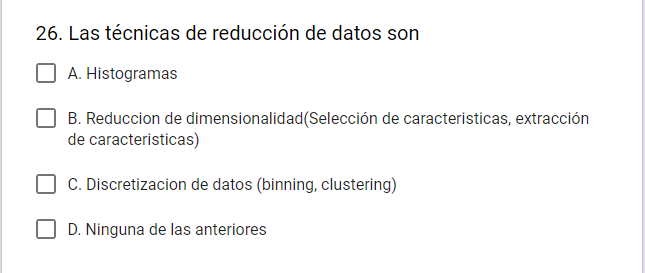 26. Las técnicas de reducción de datos son
A. Histogramas
B. Reduccion de dimensionalidad(Selección de caracteristicas, extracción
de caracteristicas)
C. Discretizacion de datos (binning, clustering)
D. Ninguna de las anteriores